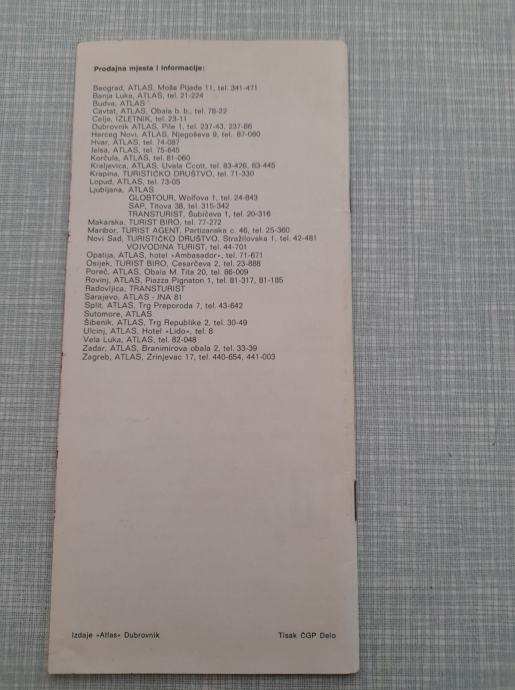 Prodajna mjesta i informacije:
Beograd, ATLAS, Moše Pijade 11, tel. 341-471
Banja Luka, ATLAS, tel. 21-224
Budva, ATLAS
Cavtat, ATLAS, Obala b. b., tel. 78-22
Celje, IZLETNIK, tel. 23-11
Dubrovnik ATLAS, Pile 1, tel. 237-43, 237-86
Herceg Novi, ATLAS, Njegoševa 9, tel. 87-080
Hvar, ATLAS, tel. 74-087
Jelsa, ATLAS, tel. 75-645
Korčula, ATLAS, tel. 81-060
Kraljevica, ATLAS, Uvala Ccott, tel. 83-426, 83-445
Krapina, TURISTIČKO DRUŠTVO, tel. 71-330
Lopud, ATLAS, tel. 73-05
Ljubljana, ATLAS
GLOBTOUR, Wolfova 1, tel. 24-843
SAP, Titova 38, tel. 315-342
TRANSTURIST, Šubičeva 1, tel. 20-316
Makarska, TURIST BIRO, tel. 77-272
Maribor, TURIST AGENT, Partizanska c. 46, tel. 25-360
Novi Sad, TURISTIČKO DRUŠTVO, Stražilovska 1, tel. 42-481
VOJVODINA TURIST, tel. 44-701
Opatija, ATLAS, hotel »Ambasador«, tel. 71-671
Osijek, TURIST BIRO, Cesarčeva 2, tel. 23-888
Poreč, ATLAS, Obala M. Tita 20, tel. 86-009
Rovinj, ATLAS, Piazza Pignaton 1, tel. 81-317, 81-185
Radovljica, TRANSTURIST
Sarajevo, ATLAS - JNA 81
Split, ATLAS, Trg Preporoda 7, tel. 43-642
Sutomore, ATLAS
Šibenik, ATLAS, Trg Republike 2, tel. 30-49
Ulcinj, ATLAS, Hotel »Lido«, tel. 8
Vela Luka, ATLAS, tel. 82-048
Zadar, ATLAS, Branimirova obala 2, tel. 33-39
Zagreb, ATLAS, Zrinjevac 17, tel. 440-654, 441-003
Izdaje »Atlas« Dubrovnik
Tisak ČGP Delo